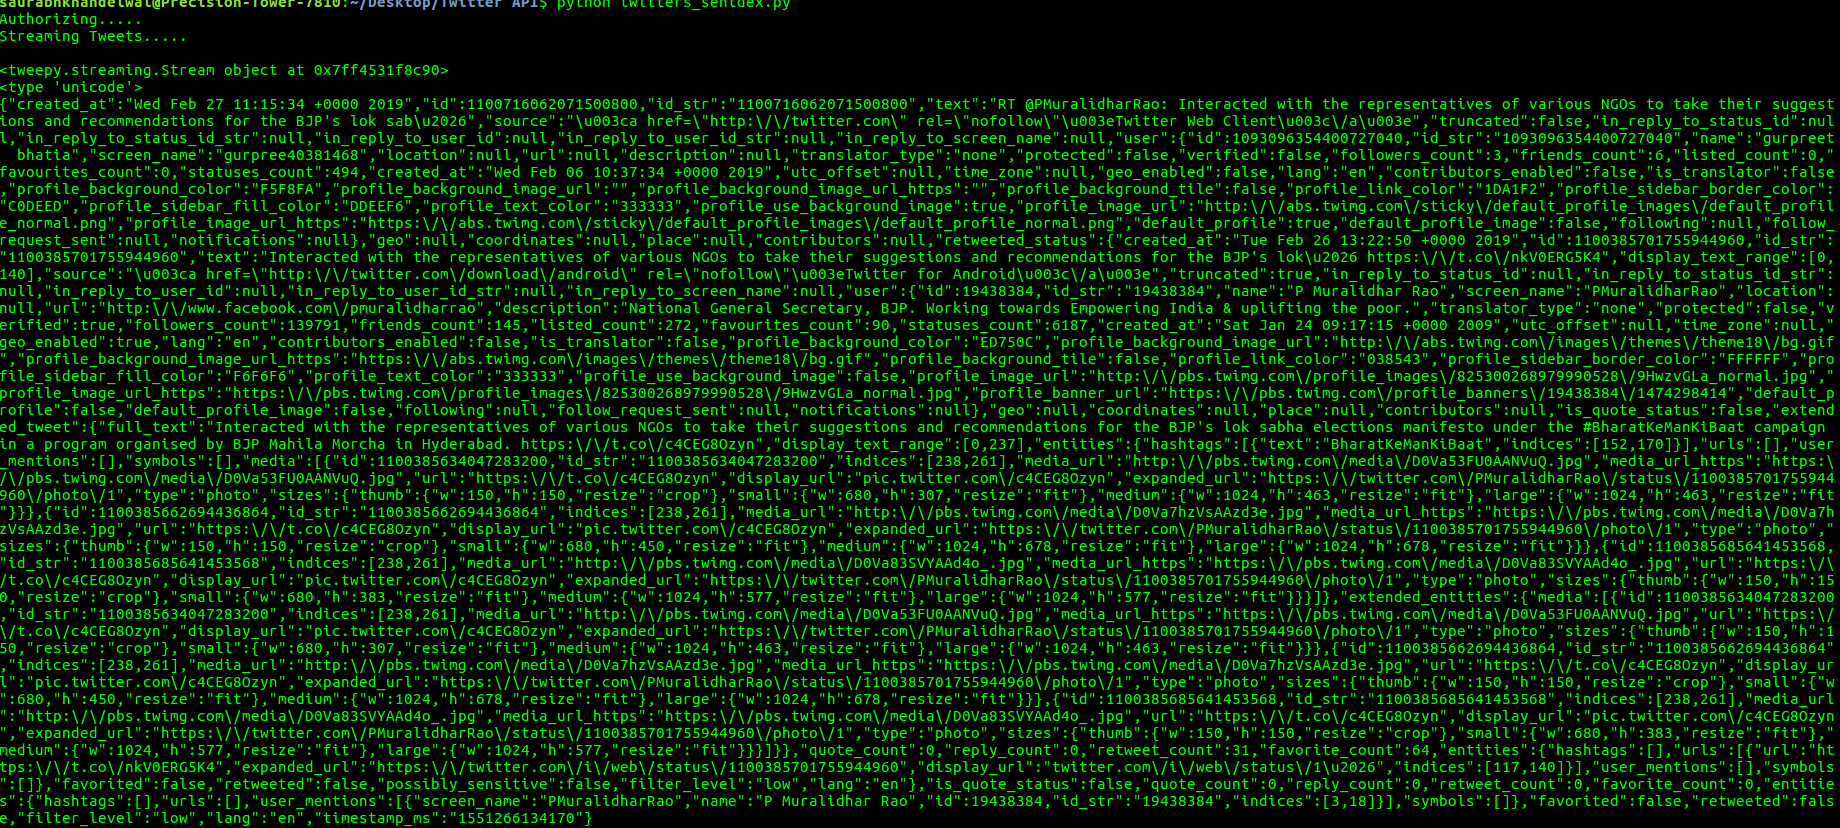 saurabhkhandelwal@Precision-Tower-7810:~/Desktop/Twitter API$ python twitters_sentdex.py
Authorizing.....
Streaming Tweets.....
<tweepy.streaming.Stream object at 0x7ff4531f8c90>
<type 'unicode'>
{"created_at":"Wed Feb 27 11:15:34 +0000 2019","id":1100716062071500800,"id_str":"1100716062071500800","text":"RT @PMuralidharRao: Interacted with the representatives of various NGOs to take their suggest
ions and recommendations for the BJP's lok sab\u2026","source":"\u003ca href=\"http:\/\/twitter.com\" rel=\"nofollow\"\u003eTwitter Web Client\u003c\/a\u003e","truncated":false,"in_reply_to_status_id":nul
l,"in_reply_to_status_id_str":null,"in_reply_to_user_id":null,"in_reply_to_user_id_str":null,"in_reply_to_screen_name":null,"user":{"id":1093096354400727040,"id_str":"1093096354400727040","name":"gurpreet
_bhatia","screen_name":"gurpree40381468","location":null,"url":null,"description":null,"translator_type":"none","protected":false,"verified":false,"followers_count":3,"friends_count":6,"listed_count":0,"
favourites_count":0,"statuses_count":494,"created_at":"Wed Feb 06 10:37:34 +0000 2019","utc_offset":null,"time_zone":null,"geo_enabled":false,"lang":"en","contributors_enabled":false,"is_translator":false
,"profile_background_color":"F5F8FA","profile_background_image_url":"","profile_background_image_url_https":"","profile_background_tile":false,"profile_link_color":"1DA1F2","profile_sidebar_border_color":
"C0DEED","profile_sidebar_fill_color":"DDEEF6","profile_text_color":"333333","profile_use_background_image":true,"profile_image_url":"http:\/\/abs.twimg.com\/sticky\/default_profile_images\/default_profil
e_normal.png","profile_image_url_https":"https:\/\/abs.twimg.com\/sticky\/default_profile_images\/default_profile_normal.png","default_profile":true,"default_profile_image":false,"following":null,"follow_
request_sent":null,"notifications":null},"geo":null,"coordinates":null,"place":null,"contributors":null,"retweeted_status":{"created_at":"Tue Feb 26 13:22:50 +0000 2019","id":1100385701755944960,"id_str":
"1100385701755944960","text":"Interacted with the representatives of various NGOs to take their suggestions and recommendations for the BJP's lok\u2026 https:\/\/t.co\/nkV0ERG5K4","display_text_range":[0,
140],"source":"\u003ca href=\"http:\/\/twitter.com\/download\/android\" rel=\"nofollow\"\u003eTwitter for Android\u003c\/a\u003e","truncated":true,"in_reply_to_status_id":null,"in_reply_to_status_id_str":
null,"in_reply_to_user_id":null,"in_reply_to_user_id_str":null,"in_reply_to_screen_name":null,"user":{"id":19438384,"id_str":"19438384","name":"P Muralidhar Rao","screen_name":"PMuralidharRao","location":
null,"url":"http:\/\/www.facebook.com\/pmuralidharrao","description":"National General Secretary, BJP. Working towards Empowering India & uplifting the poor.","translator_type":"none","protected":false,"v
erified":true,"followers_count":139791,"friends_count":145,"listed_count":272,"favourites_count":90,"statuses_count":6187,"created_at":"Sat Jan 24 09:17:15 +0000 2009","utc_offset":null,"time_zone":null,"
geo_enabled":true,"lang":"en","contributors_enabled":false,"is_translator":false,"profile_background_color":"ED750C","profile_background_image_url":"http:\/\/abs.twimg.com\/images\/themes\/theme18\/bg.gif
","profile_background_image_url_https":"https:\/\/abs.twimg.com\/images\/themes\/theme18\/bg.gif","profile_background_tile":false,"profile_link_color":"038543","profile_sidebar_border_color":"FFFFFF","pro
file_sidebar_fill_color":"F6F6F6","profile_text_color":"333333","profile_use_background_image":false,"profile_image_url":"http:\/\/pbs.twimg.com\/profile_images\/825300268979990528\/9HwzvGLa_normal.jpg","
profile_image_url_https":"https:\/\/pbs.twimg.com\/profile_images\/825300268979990528\/9HwzvGLa_normal.jpg","profile_banner_url":"https:\/\/pbs.twimg.com\/profile_banners\/19438384\/1474298414","default_p
rofile":false,"default_profile_image":false,"following":null,"follow_request_sent":null,"notifications":null},"geo":null,"coordinates":null,"place":null,"contributors":null,"is_quote_status":false,"extend
ed_tweet":{"full_text":"Interacted with the representatives of various NGOs to take their suggestions and recommendations for the BJP's lok sabha elections manifesto under the #BharatKeManKiBaat campaign 
in a program organised by BJP Mahila Morcha in Hyderabad. https:\/\/t.co\/c4CEG8Ozyn","display_text_range":[0,237],"entities":{"hashtags":[{"text":"BharatKeManKiBaat","indices":[152,170]}],"urls":[],"user
_mentions":[],"symbols":[],"media":[{"id":1100385634047283200,"id_str":"1100385634047283200","indices":[238,261],"media_url":"http:\/\/pbs.twimg.com\/media\/D0Va53FU0AANVuQ.jpg","media_url_https":"https:\
/\/pbs.twimg.com\/media\/D0Va53FU0AANVuQ.jpg","url":"https:\/\/t.co\/c4CEG8Ozyn","display_url":"pic.twitter.com\/c4CEG8Ozyn","expanded_url":"https:\/\/twitter.com\/PMuralidharRao\/status\/1100385701755944
960\/photo\/1","type":"photo","sizes":{"thumb":{"w":150,"h":150,"resize":"crop"},"small":{"w":680,"h":307,"resize":"fit"},"medium":{"w":1024,"h":463,"resize":"fit"},"large":{"w":1024,"h":463,"resize":"fit
"}}},{"id":1100385662694436864,"id_str":"1100385662694436864","indices":[238,261],"media_url":"http:\/\/pbs.twimg.com\/media\/D0Va7hzVsAAzd3e.jpg","media_url_https":"https:\/\/pbs.twimg.com\/media\/D0Va7h
zVsAAzd3e.jpg","url":"https:\/\/t.co\/c4CEG8Ozyn","display_url":"pic.twitter.com\/c4CEG8Ozyn","expanded_url":"https:\/\/twitter.com\/PMuralidharRao\/status\/1100385701755944960\/photo\/1","type":"photo","
sizes":{"thumb":{"w":150,"h":150,"resize":"crop"},"small":{"w":680,"h":450,"resize":"fit"},"medium":{"w":1024,"h":678,"resize":"fit"},"large":{"w":1024,"h":678,"resize":"fit"}}},{"id":1100385685641453568,
"id_str":"1100385685641453568","indices":[238,261],"media_url":"http:\/\/pbs.twimg.com\/media\/D0Va83SVYAAd4o_.jpg","media_url_https":"https:\/\/pbs.twimg.com\/media\/D0Va83SVYAAd4o_.jpg","url":"https:\/\
/t.co\/c4CEG8Ozyn","display_url":"pic.twitter.com\/c4CEG8Ozyn","expanded_url":"https:\/\/twitter.com\/PMuralidharRao\/status\/1100385701755944960\/photo\/1","type":"photo","sizes":{"thumb":{"w":150,"h":15
0,"resize":"crop"},"small":{"w":680,"h":383,"resize":"fit"},"medium":{"w":1024,"h":577,"resize":"fit"},"large":{"w":1024,"h":577,"resize":"fit"}}}]},"extended_entities":{"media":[{"id":1100385634047283200
,"id_str":"1100385634047283200","indices":[238,261],"media_url":"http:\/\/pbs.twimg.com\/media\/D0Va53FU0AANVuQ.jpg","media_url_https":"https:\/\/pbs.twimg.com\/media\/D0Va53FU0AANVuQ.jpg","url":"https:\/
\/t.co\/c4CEG8Ozyn","display_url":"pic.twitter.com\/c4CEG8Ozyn","expanded_url":"https:\/\/twitter.com\/PMuralidharRao\/status\/1100385701755944960\/photo\/1","type":"photo","sizes":{"thumb":{"w":150,"h":1
50,"resize":"crop"},"small":{"w":680,"h":307,"resize":"fit"},"medium":{"w":1024,"h":463,"resize":"fit"},"large":{"w":1024,"h":463,"resize":"fit"}}},{"id":1100385662694436864,"id_str":"1100385662694436864"
,"indices":[238,261],"media_url":"http:\/\/pbs.twimg.com\/media\/D0Va7hzVsAAzd3e.jpg","media_url_https":"https:\/\/pbs.twimg.com\/media\/D0Va7hzVsAAzd3e.jpg","url":"https:\/\/t.co\/c4CEG8Ozyn","display_ur
l":"pic.twitter.com\/c4CEG8Ozyn","expanded_url":"https:\/\/twitter.com\/PMuralidharRao\/status\/1100385701755944960\/photo\/1","type":"photo","sizes":{"thumb":{"w":150,"h":150,"resize":"crop"},"small":{"w
":680,"h":450,"resize":"fit"},"medium":{"w":1024,"h":678,"resize":"fit"},"large":{"w":1024,"h":678,"resize":"fit"}}},{"id":1100385685641453568,"id_str":"1100385685641453568","indices":[238,261],"media_url
":"http:\/\/pbs.twimg.com\/media\/D0Va83SVYAAd4o_.jpg","media_url_https":"https:\/\/pbs.twimg.com\/media\/D0Va83SVYAAd4o_.jpg","url":"https:\/\/t.co\/c4CEG8Ozyn","display_url":"pic.twitter.com\/c4CEG8Ozyn
","expanded_url":"https:\/\/twitter.com\/PMuralidharRao\/status\/1100385701755944960\/photo\/1","type":"photo","sizes":{"thumb":{"w":150,"h":150,"resize":"crop"},"small":{"w":680,"h":383,"resize":"fit"},"
medium":{"w":1024,"h":577,"resize":"fit"},"large":{"w":1024,"h":577,"resize":"fit"}}}]}},"quote_count":0,"reply_count":0,"retweet_count":31,"favorite_count":64,"entities":{"hashtags":[],"urls":[{"url":"ht
tps:\/\/t.co\/nkV0ERG5K4","expanded_url":"https:\/\/twitter.com\/i\/web\/status\/1100385701755944960","display_url":"twitter.com\/i\/web\/status\/1\u2026","indices":[117,140]}],"user_mentions":[],"symbols
":[]},"favorited":false,"retweeted":false,"possibly_sensitive":false,"filter_level":"low","lang":"en"},"is_quote_status":false,"quote_count":0,"reply_count":0,"retweet_count":0,"favorite_count":0,"entitie
s":{"hashtags":[],"urls":[],"user_mentions":[{"screen_name":"PMuralidharRao","name":"P Muralidhar Rao","id":19438384,"id_str":"19438384","indices":[3,18]}],"symbols":[]},"favorited":false,"retweeted":fals
e,"filter_level":"low","lang":"en","timestamp_ms":"1551266134170"}